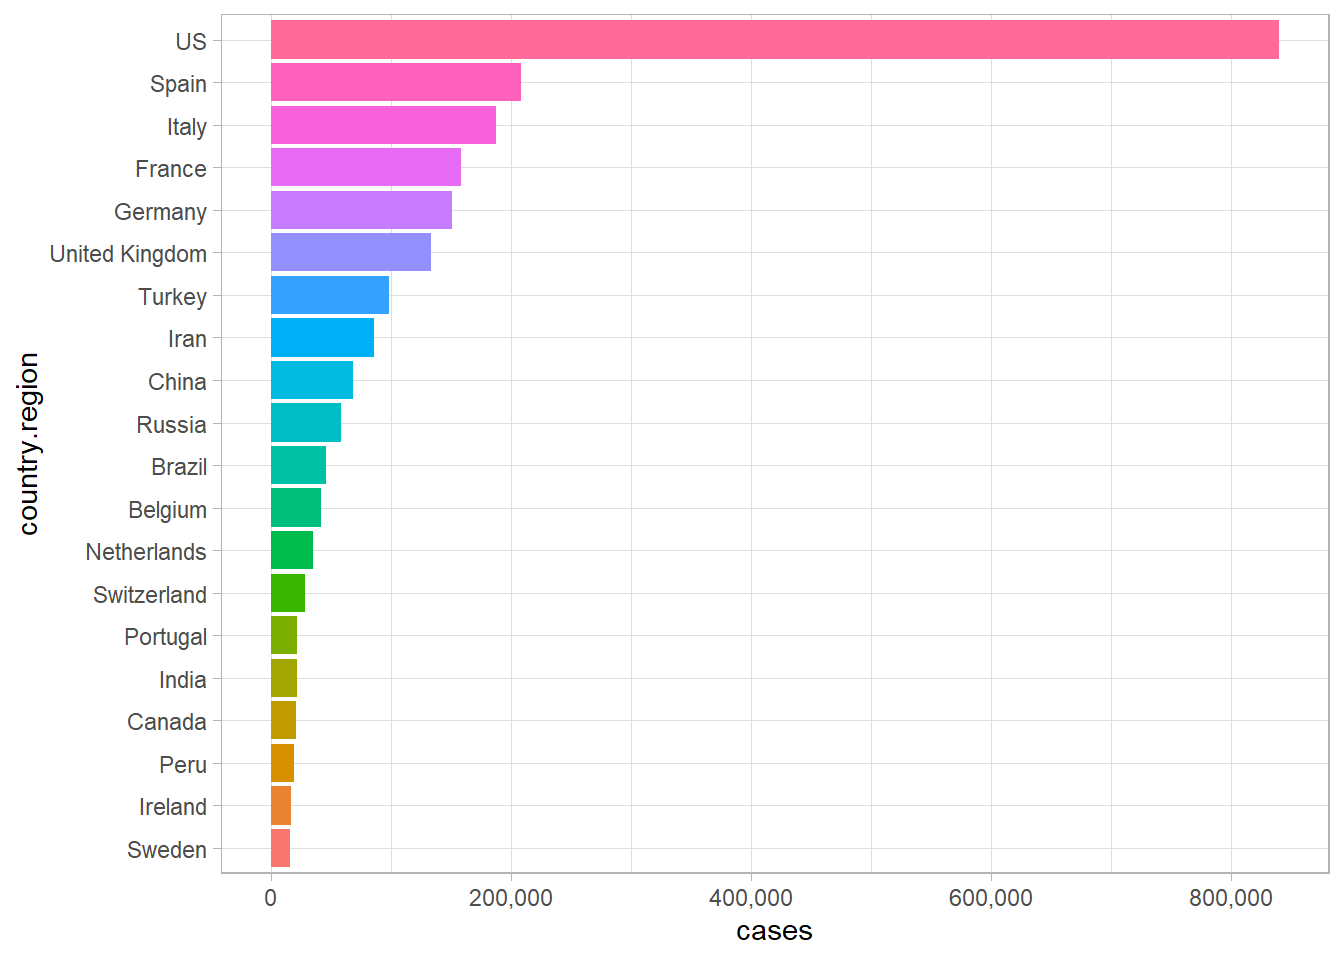 US
Spain
Italy
France
Germany
United Kingdom
Turkey
Iran
China
Russia
Brazil
Belgium
Netherlands
Switzerland
Portugal
India
Canada
Peru
Ireland
Sweden
country.region
0 200,000 400,000 600,000 800,000
cases